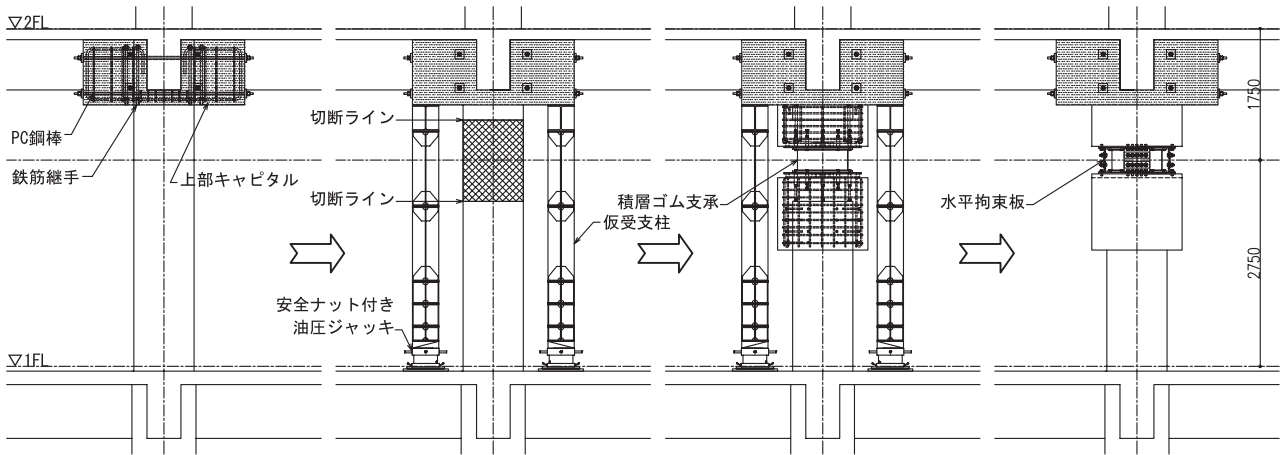 ▽2FL
PC鋼棒
鉄筋継手
上部キャピタル
▽1FL
切断ライン
切断ライン
仮受支柱
安全ナット付き
油圧ジャッキ
積層ゴム支承
水平拘束板
1750
2750